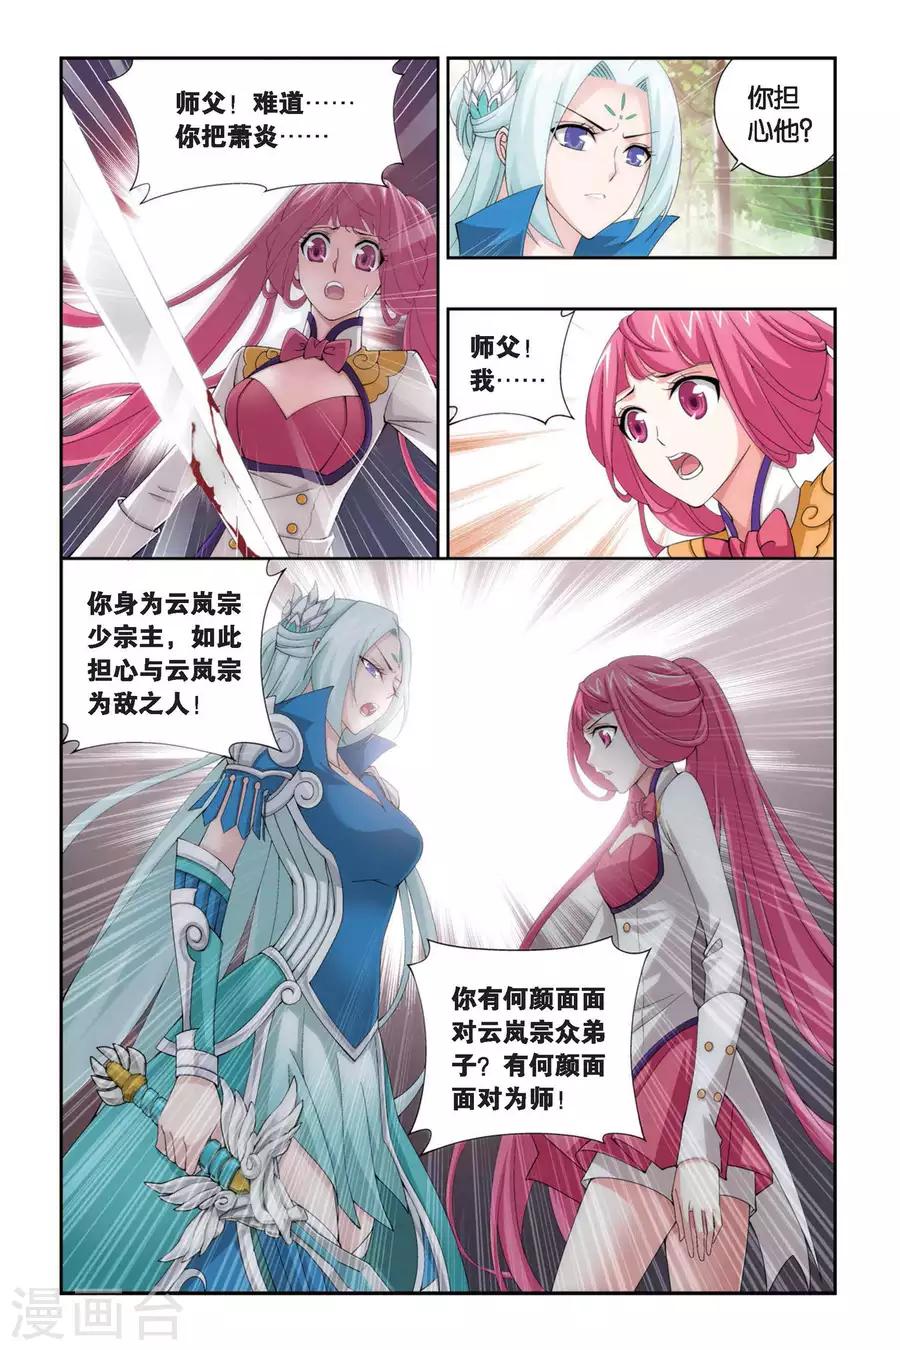 师父！难道……
你把萧炎……
你担
心他？
师父！
我……
你身为云岚宗
少宗主，如此
担心与云岚宗
为敌之人！
你有何颜面面
对云岚宗众弟
子？有何颜面
面对为师！
漫画台